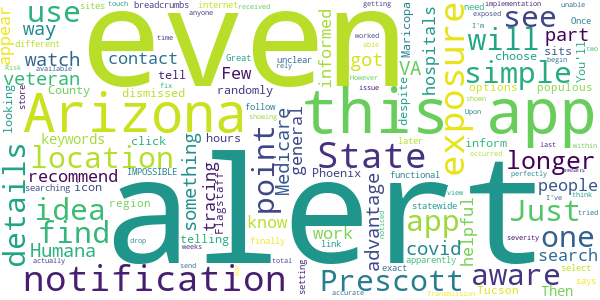 sites breadcrumbs internet touch anyone implementation unable
use even see hospitals Maricopa getting
appear way contact informed got will part exposed begin
veteran Few tell received VA simple need
watch dismissed Great rely
looking County different store icon follow randomly unclear fix sits choose options You'll populous Once I'm
Arizona this app exposure
keywords click hours time worked able However
location point general Medicare despite issue shown Upon
details IMPOSSIBLE functional later last within
recommend something tracing Phoenix State longer
idea searching region Flagstaff advantage inform people occurred
find alert know app Just one
Humana telling work covid statewide helpful tried
actually drop weeks link perfectly noticed I've think
notification setting Prescott aware search
finally send total exact apparently view severity Tucson Then select says
Risk available showing accurate Transmission means two